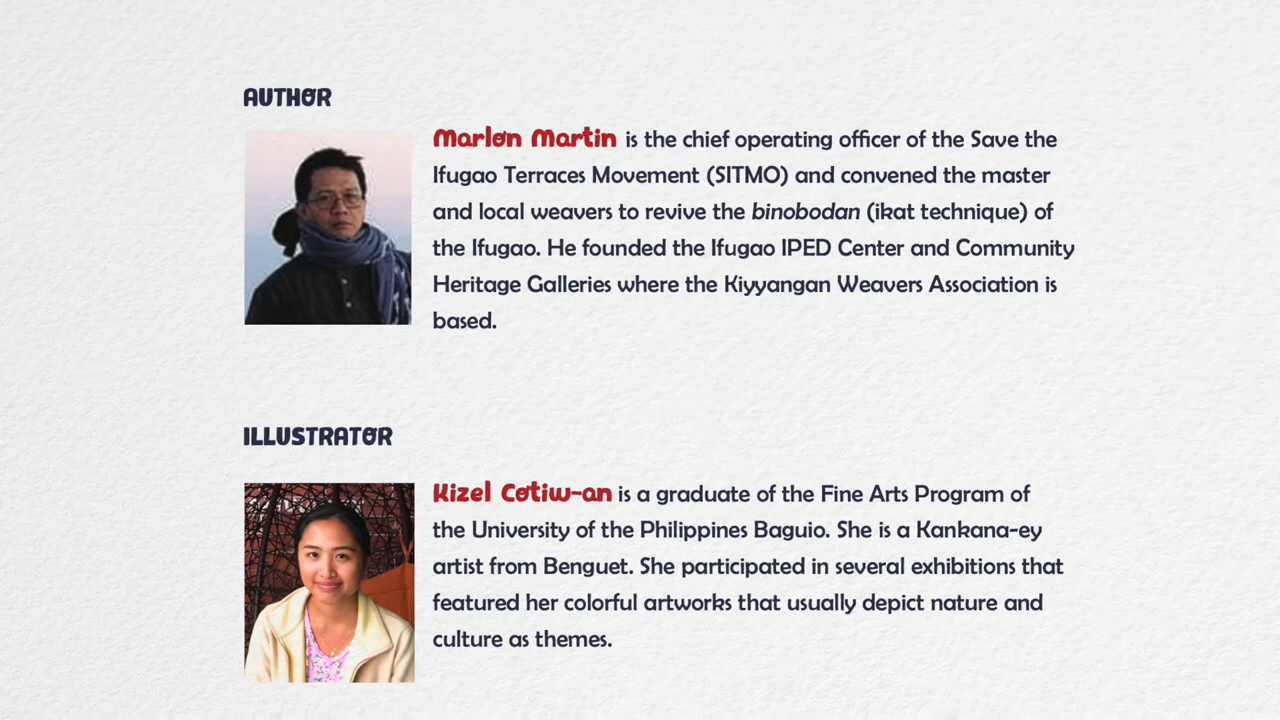 AUTHOR
Marlon Martin is the chief operating officer of the Save the
Ifugao Terraces Movement (SITMO) and convened the master
and local weavers to revive the binobodan (ikat technique) of
the Ifugao. He founded the Ifugao IPED Center and Community
Heritage Galleries where the Kiyyangan Weavers Association is
based.
ILLUSTRATOR
Kizel Cotiw-an is a graduate of the Fine Arts Program of
the University of the Philippines Baguio. She is a Kankana-ey
artist from Benguet. She participated in several exhibitions that
featured her colorful artworks that usually depict nature and
culture as themes.